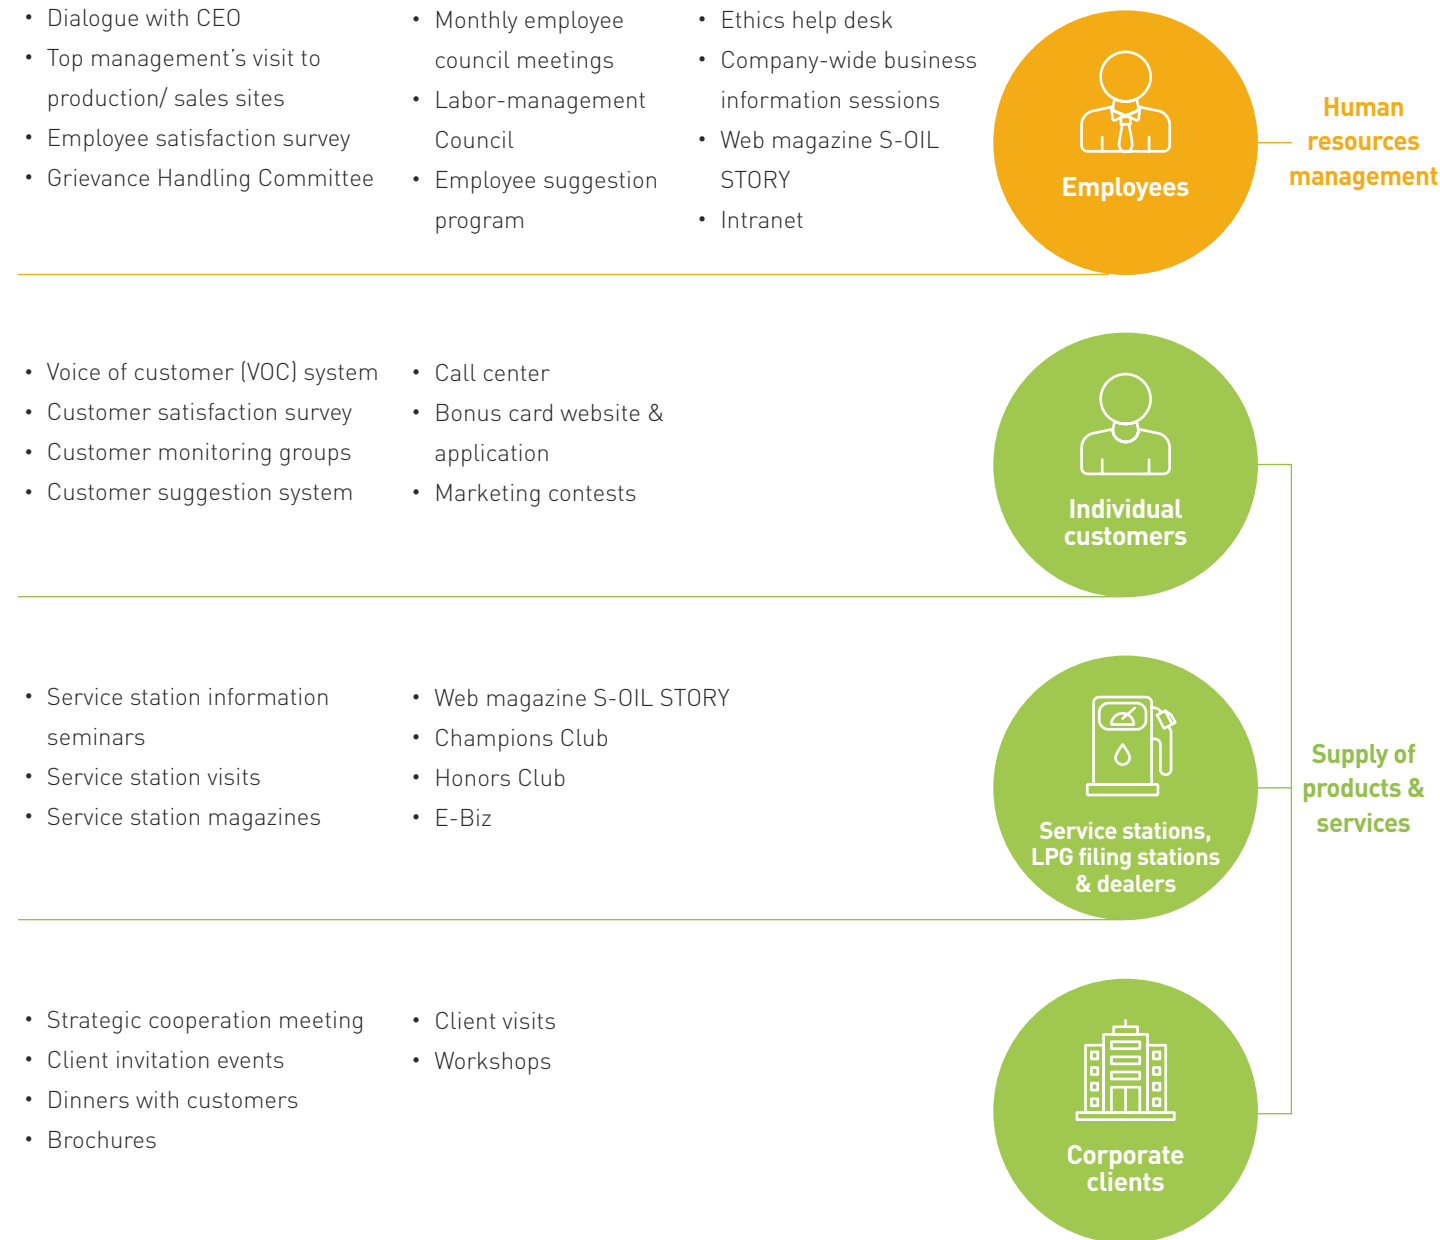 • Dialogue with CEO
• Top management’s visit to
production/ sales sites
• Employee satisfaction survey
• Grievance Handling Committee
• Monthly employee
council meetings
• Labor-management
Council
• Employee suggestion
program
• Ethics help desk
• Company-wide business
information sessions
• Web magazine S-OIL
STORY
• Intranet
Employees
Human
resources
management
• Voice of customer (VOC) system
• Customer satisfaction survey
• Customer monitoring groups
• Customer suggestion system
• Call center
• Bonus card website &
application
• Marketing contests
Individual
customers
• Service station information
seminars
• Service station visits
• Service station magazines
• Web magazine S-OIL STORY
• Champions Club
• Honors Club
• E-Biz
Service stations,
LPG filing stations
& dealers
Supply of
products &
services
• Strategic cooperation meeting
• Client invitation events
• Dinners with customers
• Brochures
• Client visits
• Workshops
Corporate
clients